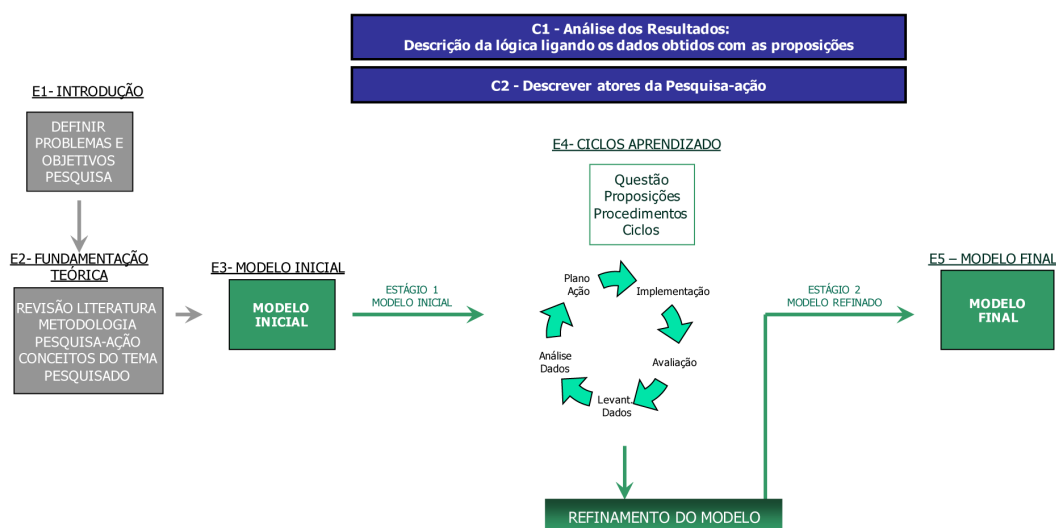 C1 - Análise dos Resultados:
Descrição da lógica ligando os dados obtidos com as proposições
C2 - Descrever atores da Pesquisa-ação
E1- INTRODUÇÃO
DEFINIR
PROBLEMAS E
OBJETIVOS
PESQUISA
E2- FUNDAMENTAÇÃO
TEÓRICA
REVISÃO LITERATURA
METODOLOGIA
PESQUISA-AÇÃO
CONCEITOS DO TEMA
PESQUISADO
E3- MODELO INICIAL
MODELO
INICIAL
ESTÁGIO 1
MODELO INICIAL
E4- CICLOS APRENDIZADO
Questão
Proposições
Procedimentos
Ciclos
Plano
Ação
Implementação
Avaliação
Levant.
Dados
Análise
Dados
REFINAMENTO DO MODELO
ESTÁGIO 2
MODELO REFINADO
E5 – MODELO FINAL
MODELO
FINAL